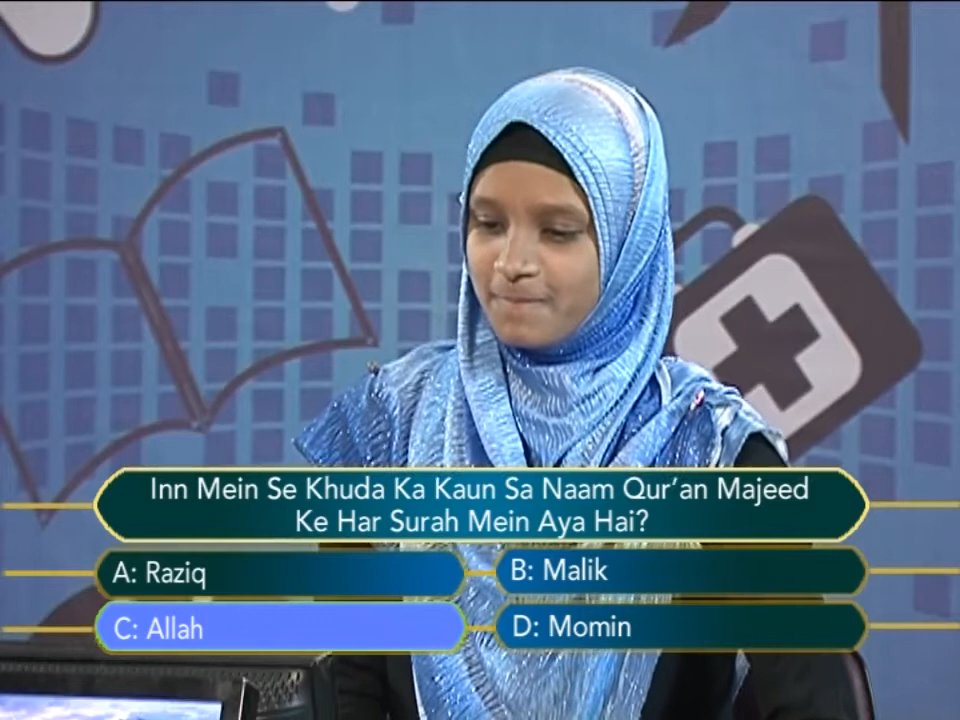 Inn Mein Se Khuda Ka Kaun Sa Naam Qur'an Majeed
Ke Har Surah Mein Aya Hai?
A: Raziq
B: Malik
C: Allah
D: Momin